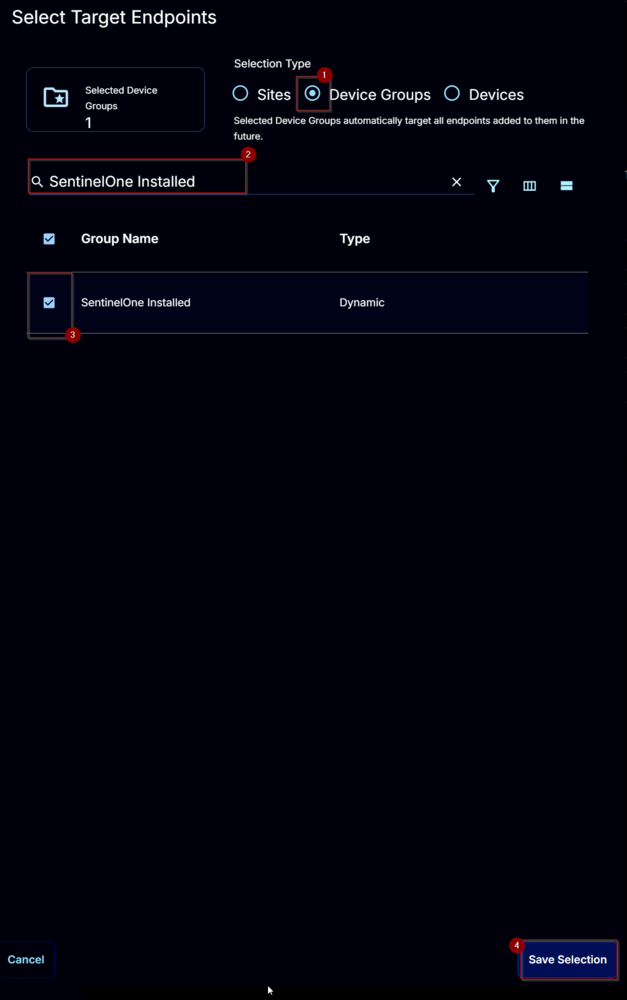 Select Target Endpoints
Selected Device
Groups
1
Selection Type
1
Sites
Device Groups
Devices
Selected Device Groups automatically target all endpoints added to them in the
future.
2
SentinelOne Installed
Group Name
Type
SentinelOne Installed
Dynamic
3
4
Cancel
Save Selection